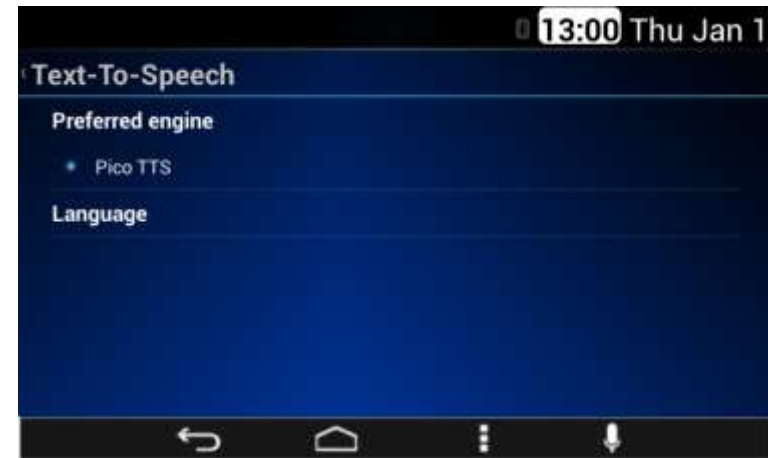 13:00 Thu Jan 1
Text-To-Speech
Preferred engine
Pico TTS
Language